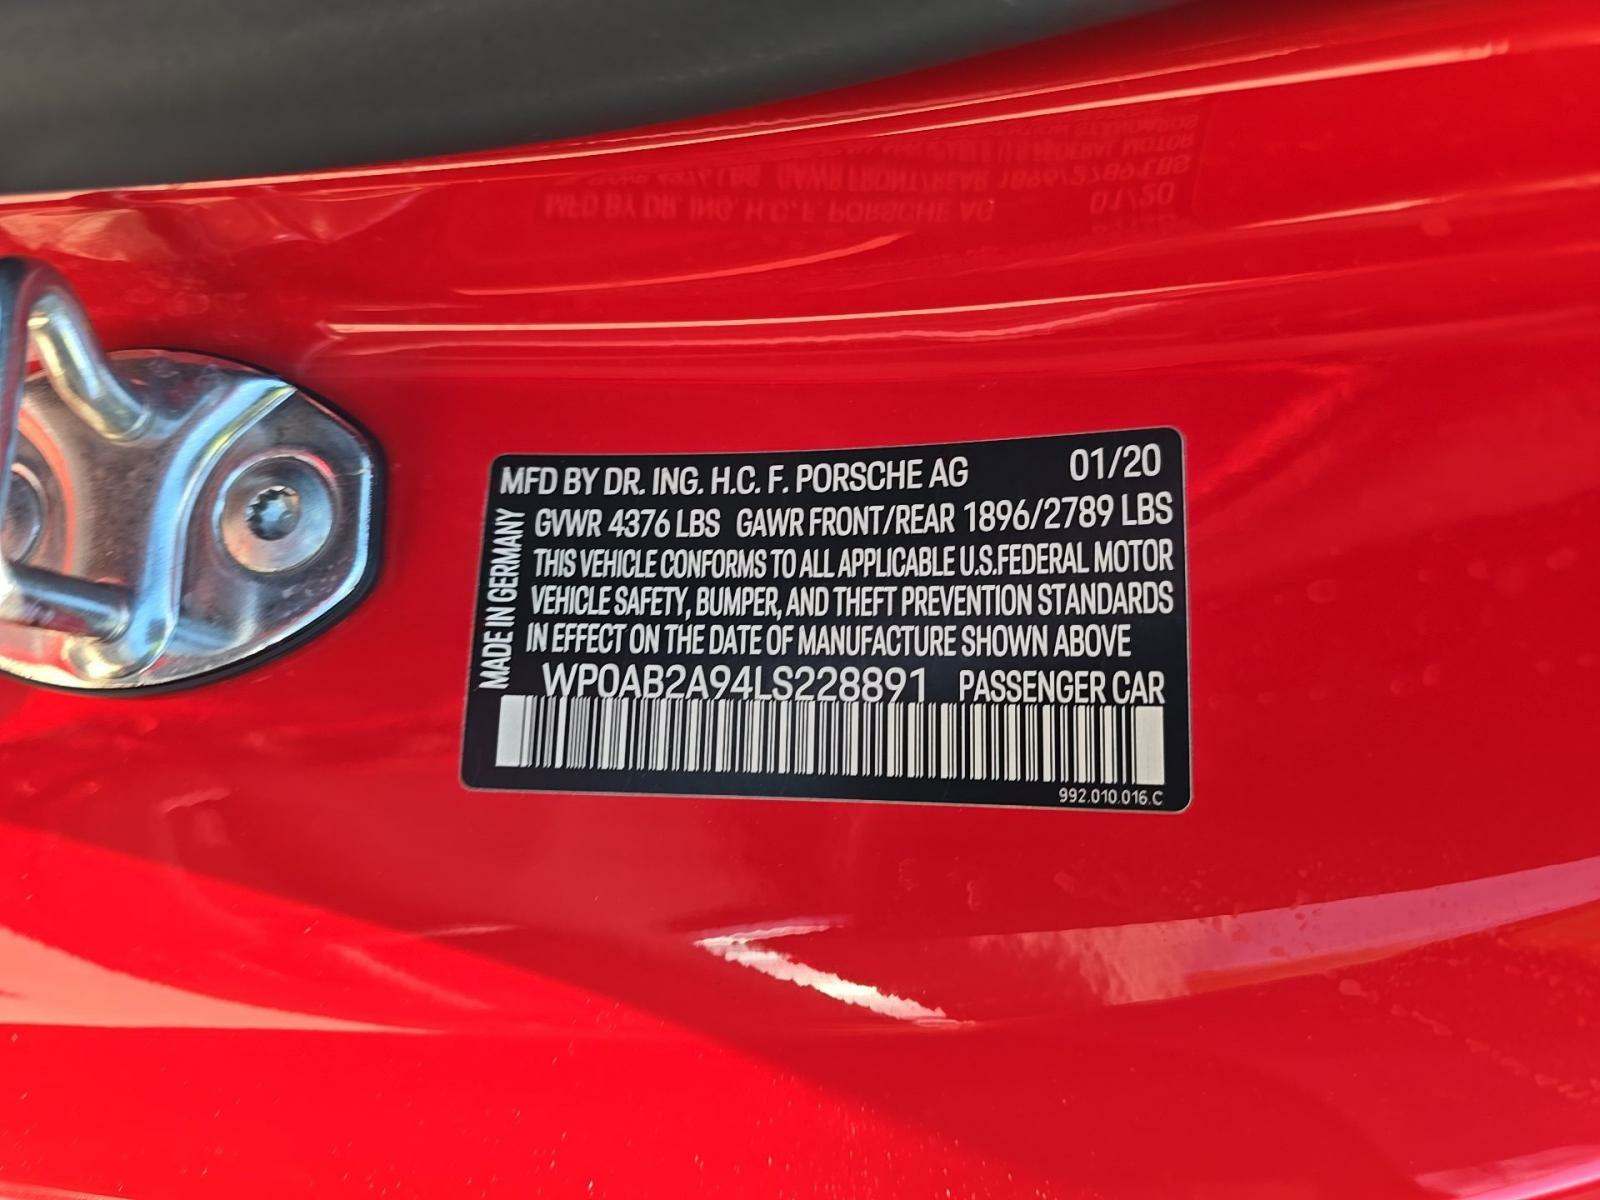 MFD BY DR. ING. H.C. F. PORSCHE AG 01/20
GVWR 4376 LBS GAWR FRONT/REAR 1896/2789 LBS
THIS VEHICLE CONFORMS TO ALL APPLICABLE U.S.FEDERAL MOTOR
VEHICLE SAFETY, BUMPER, AND THEFT PREVENTION STANDARDS
IN EFFECT ON THE DATE OF MANUFACTURE SHOWN ABOVE
WP0AB2A94LS228891 PASSENGER CAR
MADE IN GERMANY
992.010.016.C